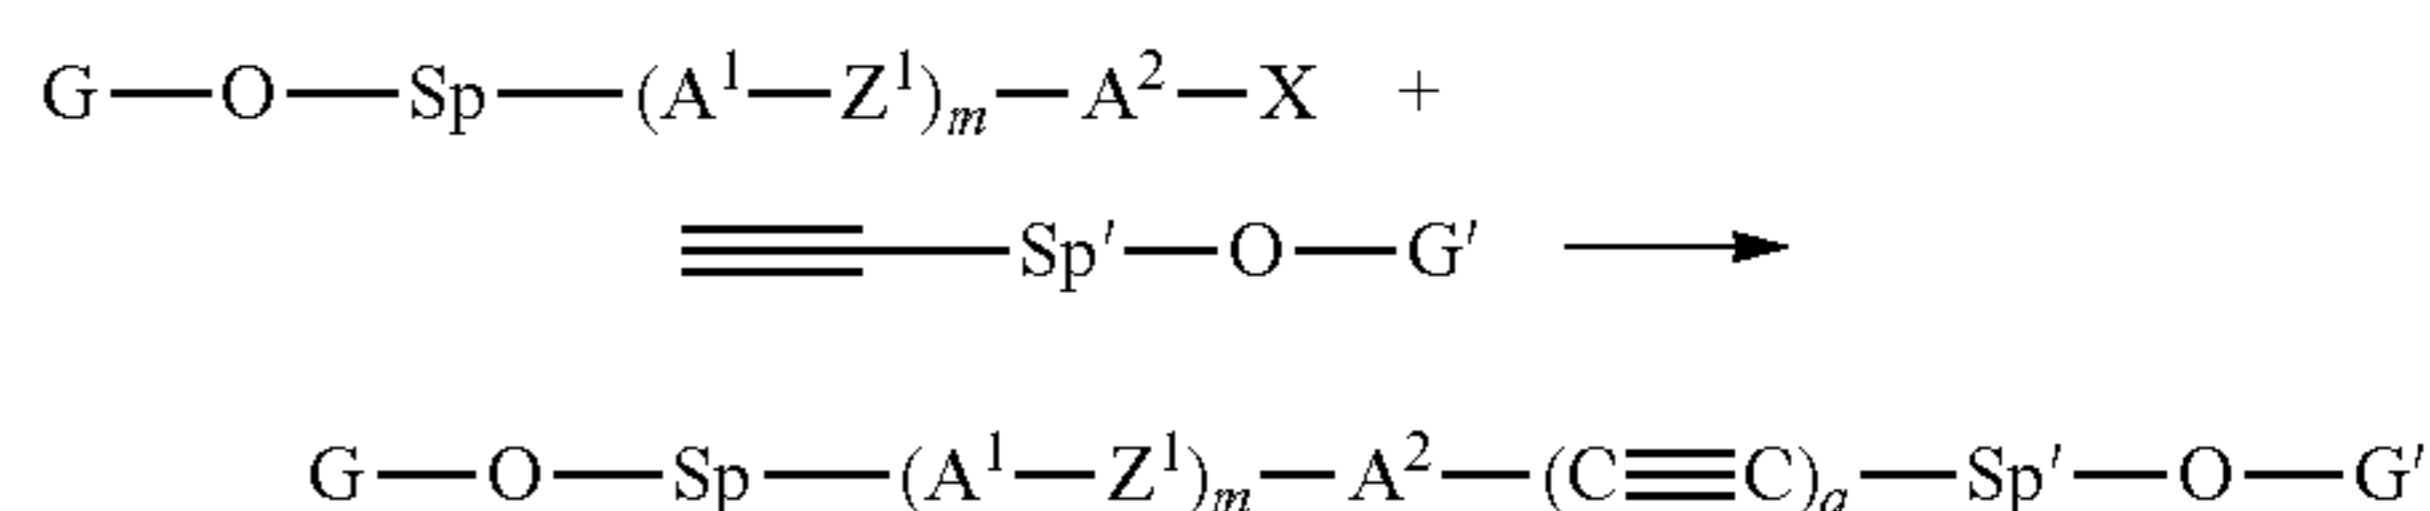 G—O—Sp—(A¹—Z¹)ₘ—A²—X +
≡—Sp′—O—G′ ⟶
G—O—Sp—(A¹—Z¹)ₘ—A²—(C≡C)q—Sp′—O—G′